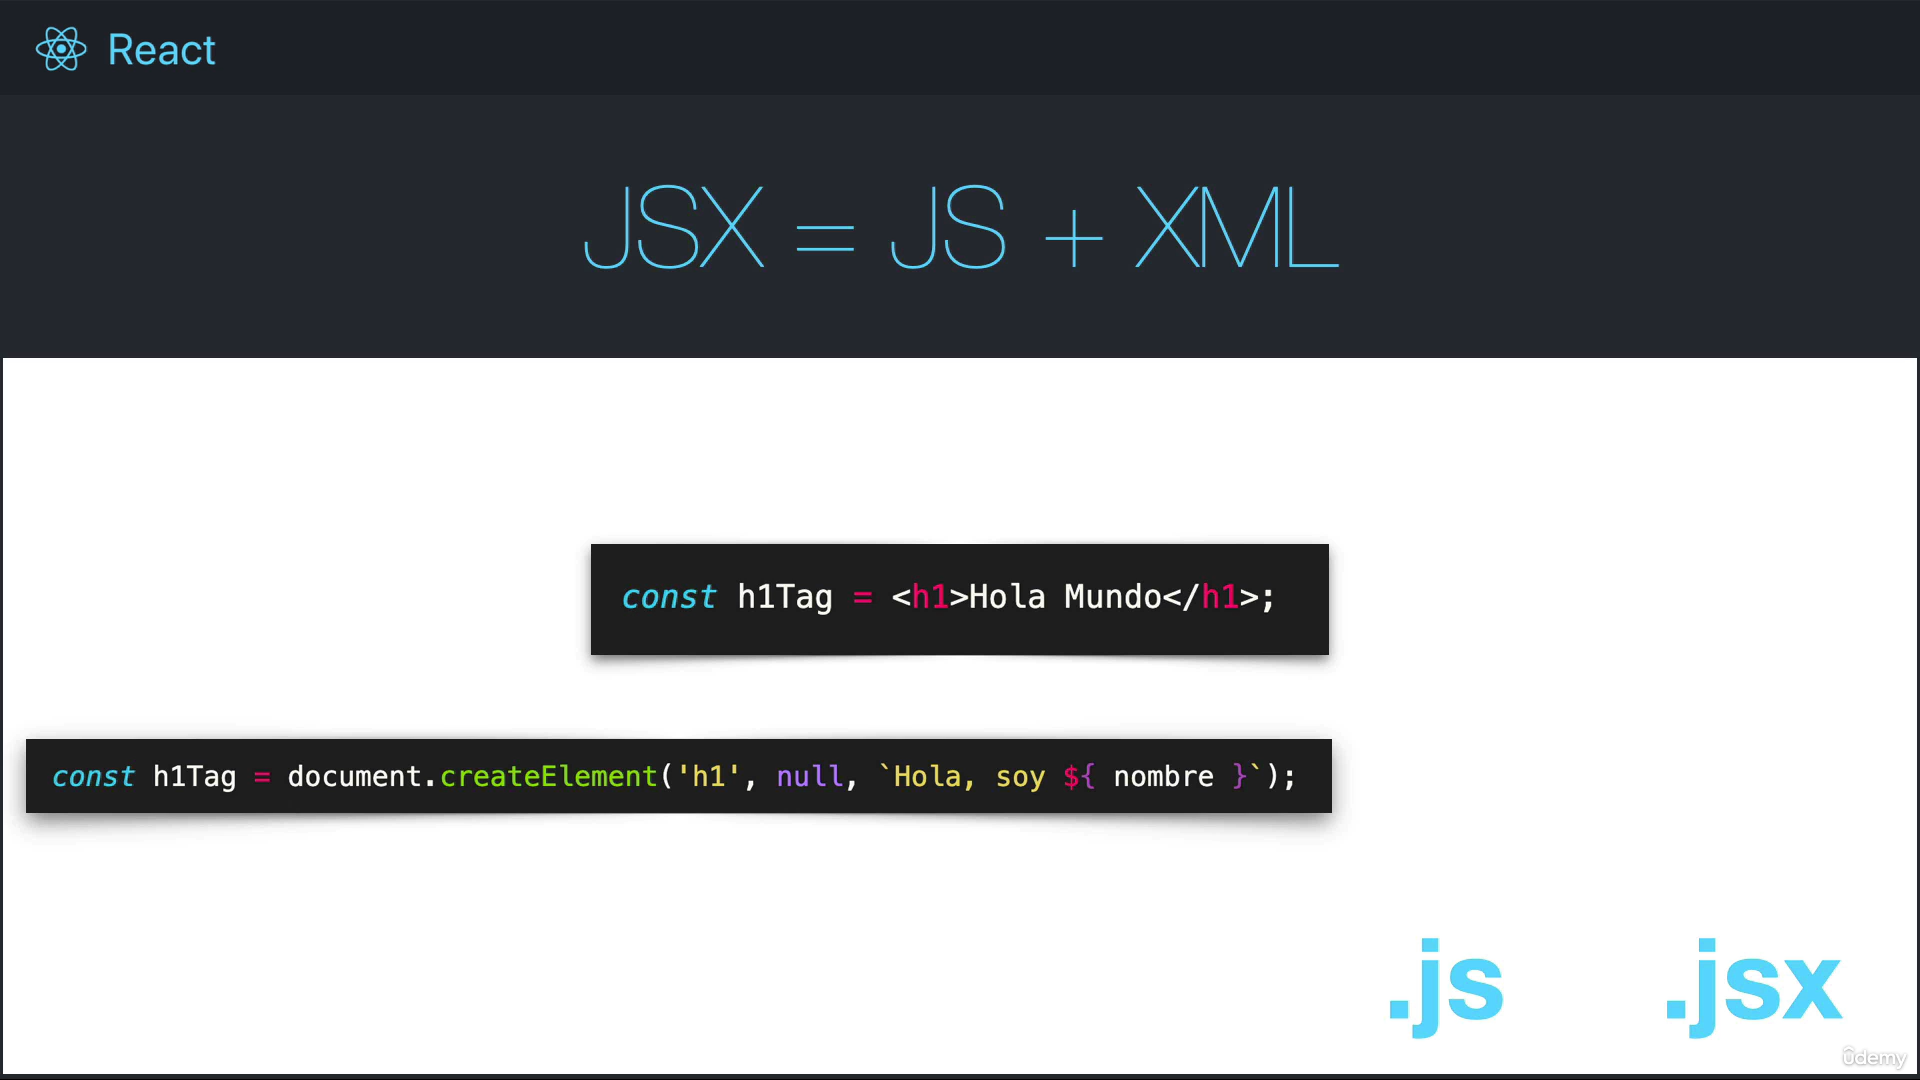 React
JSX = JS + XML
const h1Tag = <h1>Hola Mundo</h1>;
const h1Tag = document.createElement('h1', null, `Hola, soy ${ nombre }`);
.js .jsx
ûdemy